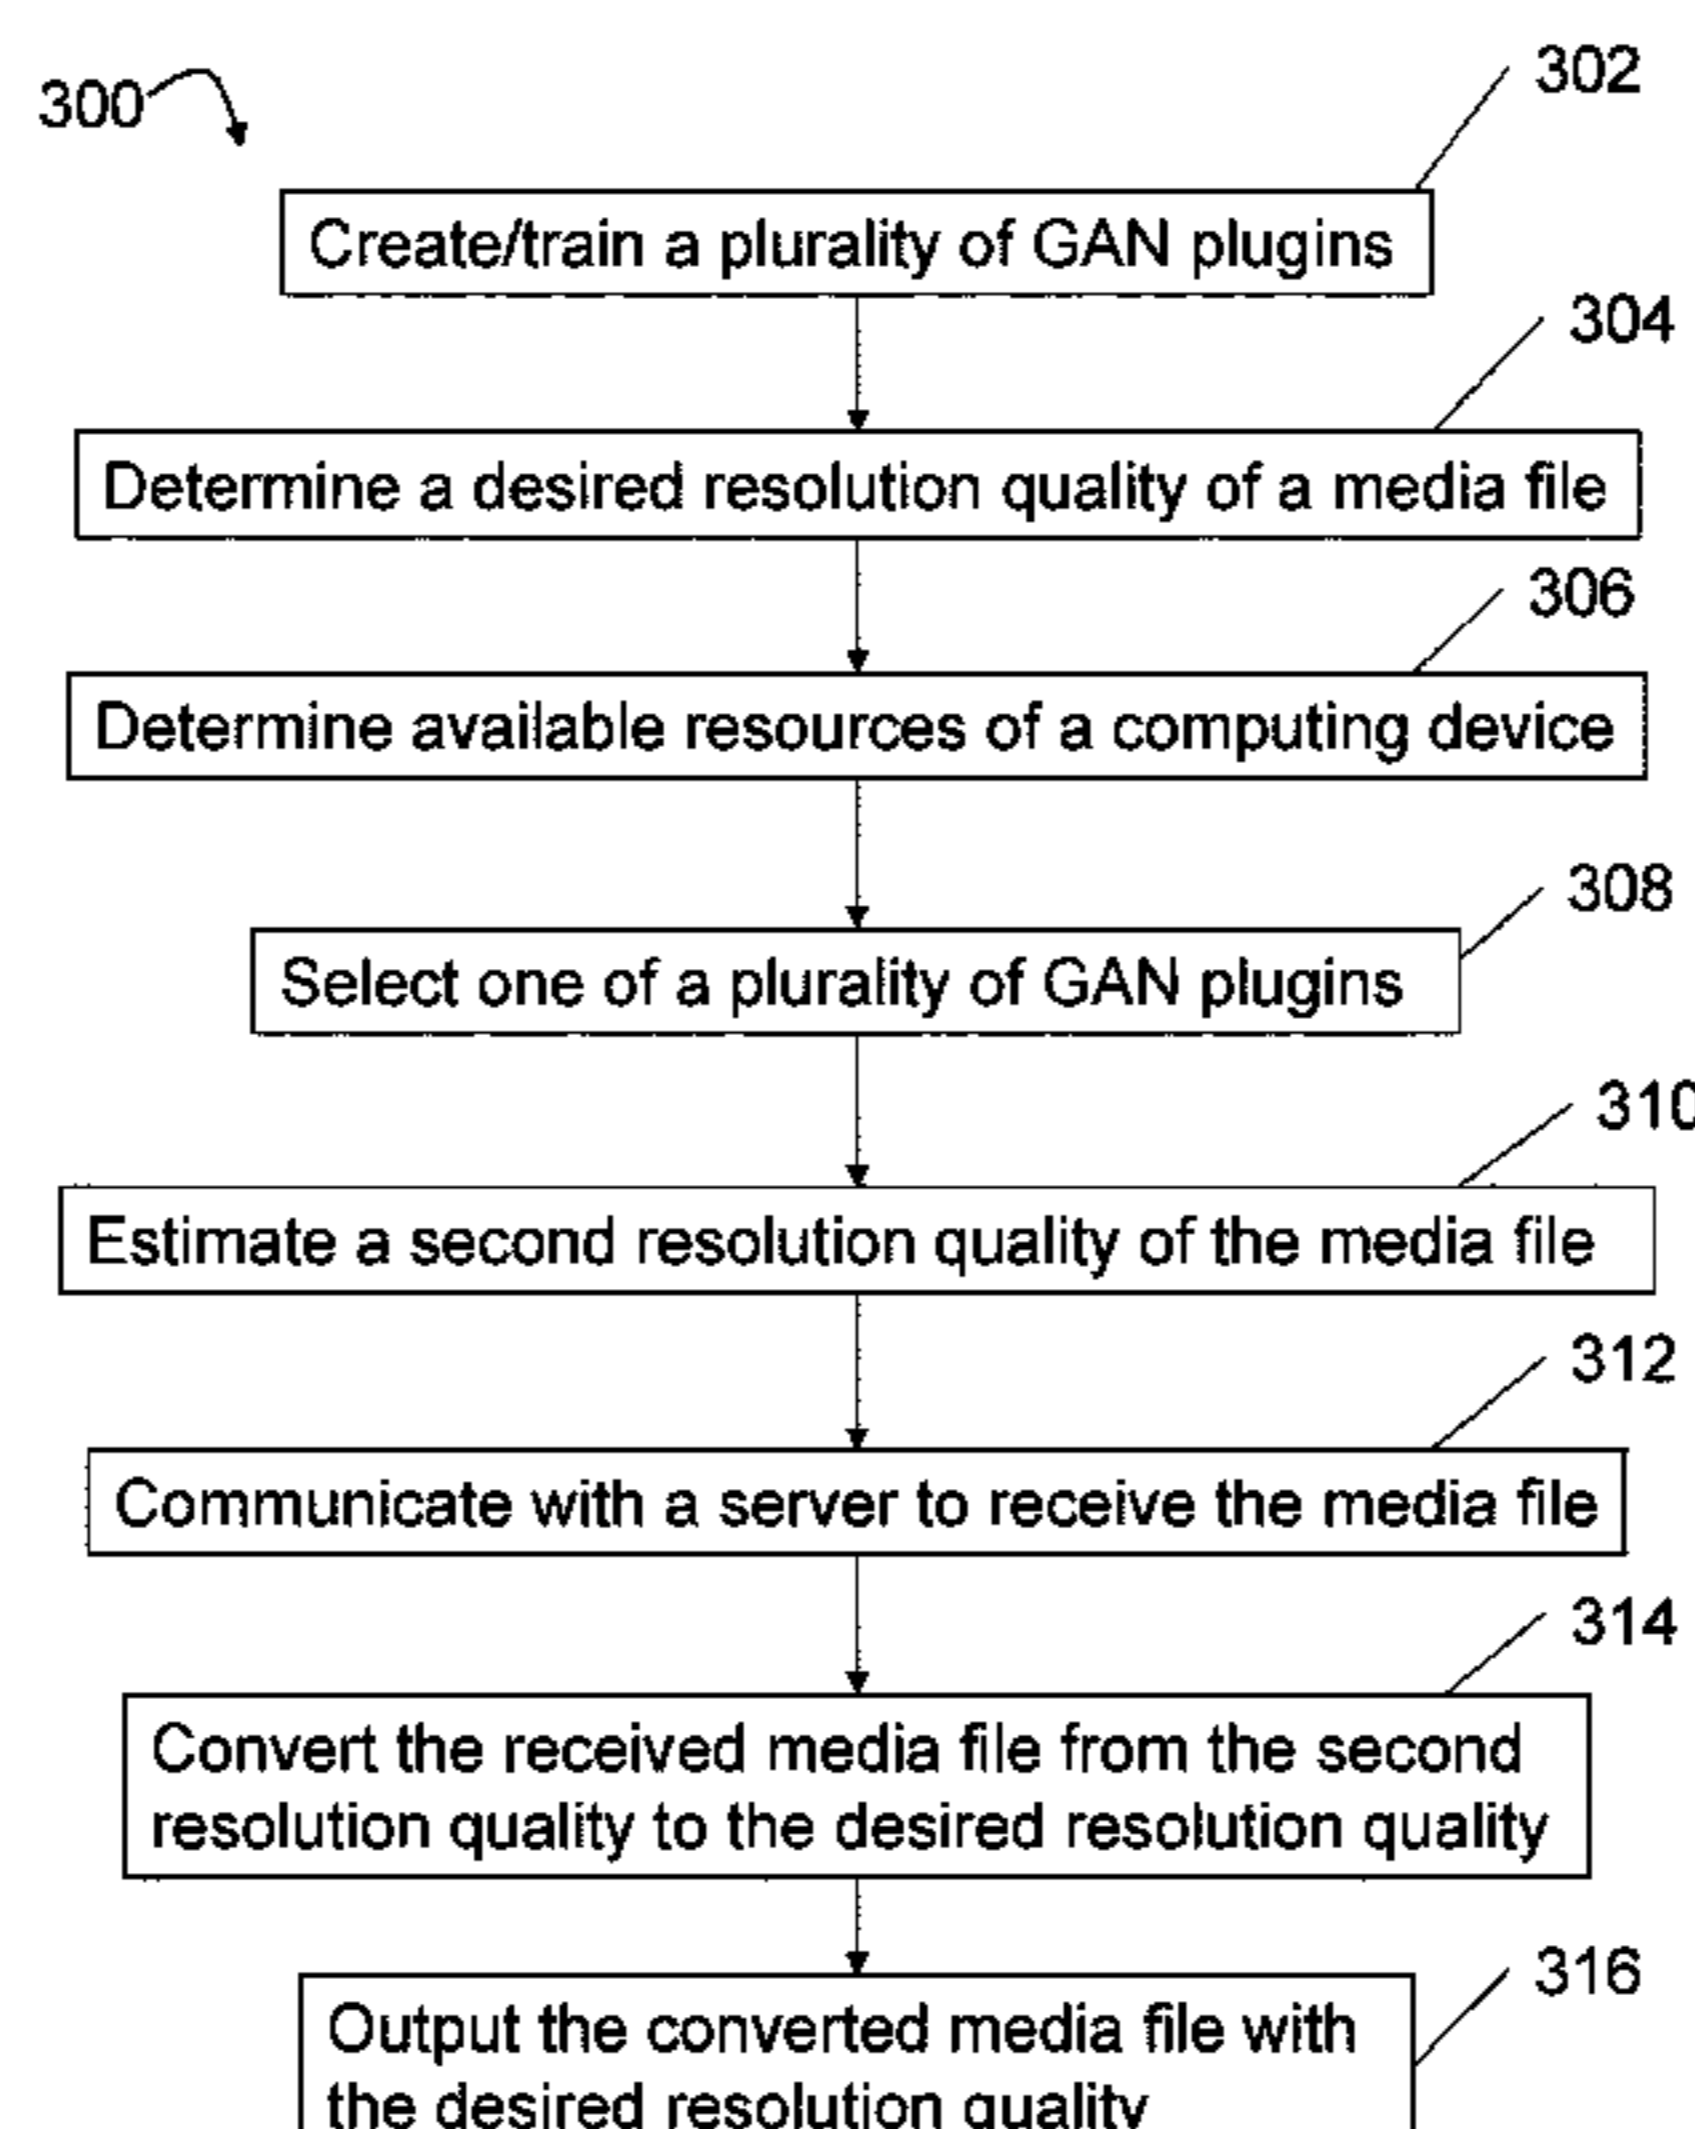 300
302
Create/train a plurality of GAN plugins
304
Determine a desired resolution quality of a media file
306
Determine available resources of a computing device
308
Select one of a plurality of GAN plugins
310
Estimate a second resolution quality of the media file
312
Communicate with a server to receive the media file
314
Convert the received media file from the second
resolution quality to the desired resolution quality
316
Output the converted media file with
the desired resolution quality